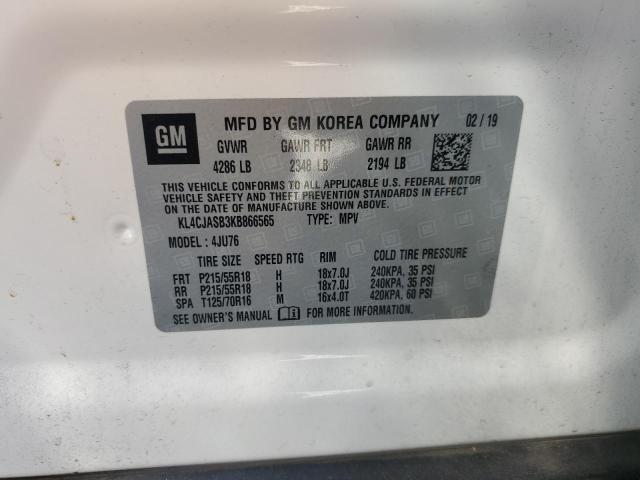 GM
MFD BY GM KOREA COMPANY 02 / 19
GVWR GAWR FRT GAWR RR
4286 LB 2348 LB 2194 LB
THIS VEHICLE CONFORMS TO ALL APPLICABLE U.S. FEDERAL MOTOR
VEHICLE SAFETY AND THEFT PREVENTION STANDARDS IN EFFECT ON
THE DATE OF MANUFACTURE SHOWN ABOVE.
KL4CJASB3KB866565 TYPE: MPV
MODEL : 4JU76
TIRE SIZE SPEED RTG RIM COLD TIRE PRESSURE
FRT P215/55R18 H 18x7.0J 240KPA, 35 PSI
RR P215/55R18 H 18x7.0J 240KPA, 35 PSI
SPA T125/70R16 M 16x4.0T 420KPA, 60 PSI
SEE OWNER'S MANUAL FOR MORE INFORMATION.